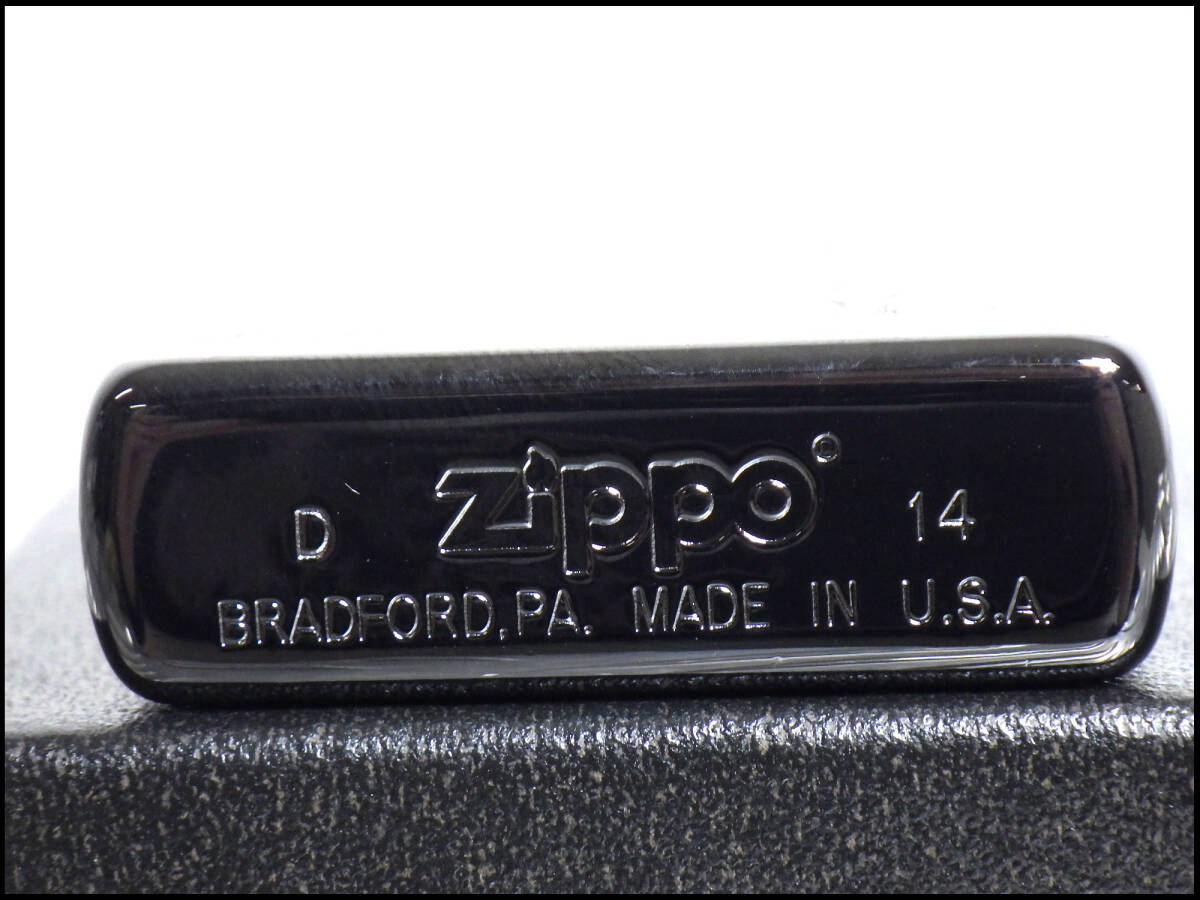 D zippo® 14
BRADFORD, PA. MADE IN U.S.A.